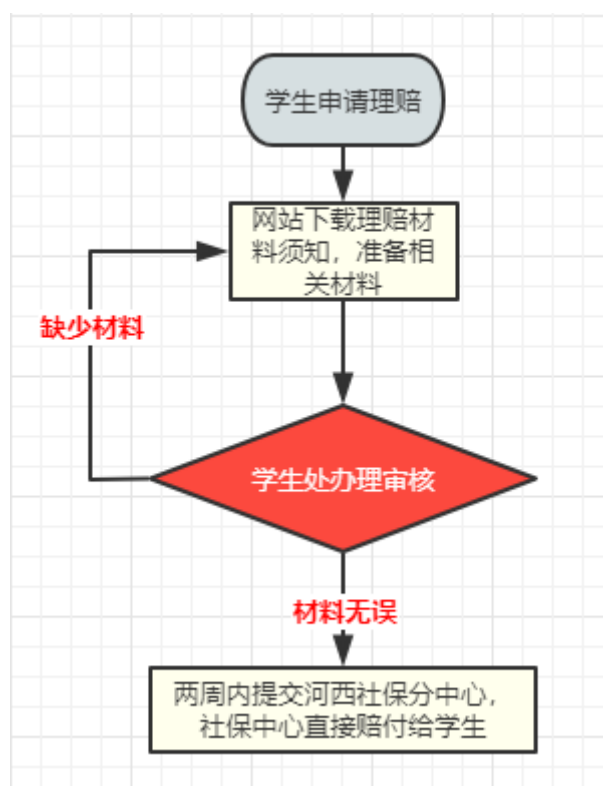 学生申请理赔
网站下载理赔材
料须知，准备相
关材料
缺少材料
学生处办理审核
材料无误
两周内提交河西社保分中心，
社保中心直接赔付给学生